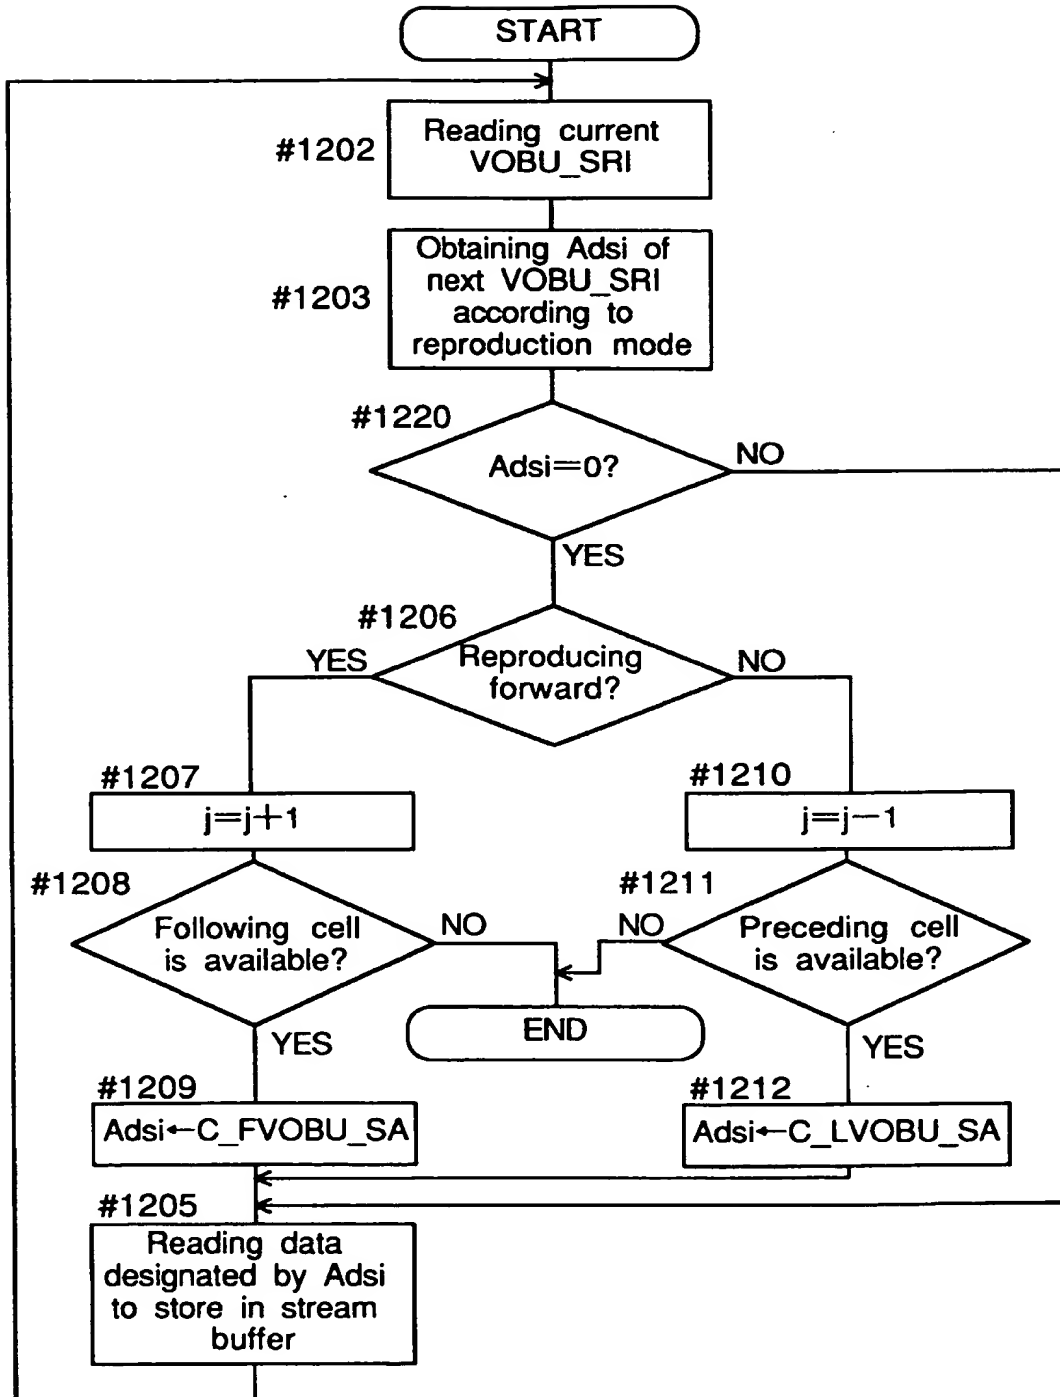 START
#1202
Reading current
VOBU_SRI
#1203
Obtaining Adsi of
next VOBU_SRI
according to
reproduction mode
#1220
Adsi=0?
NO
YES
#1206
Reproducing
forward?
YES
NO
#1207
j=j+1
#1210
j=j−1
#1208
Following cell
is available?
NO
YES
#1211
Preceding cell
is available?
NO
YES
END
#1209
Adsi←C_FVOBU_SA
#1212
Adsi←C_LVOBU_SA
#1205
Reading data
designated by Adsi
to store in stream
buffer